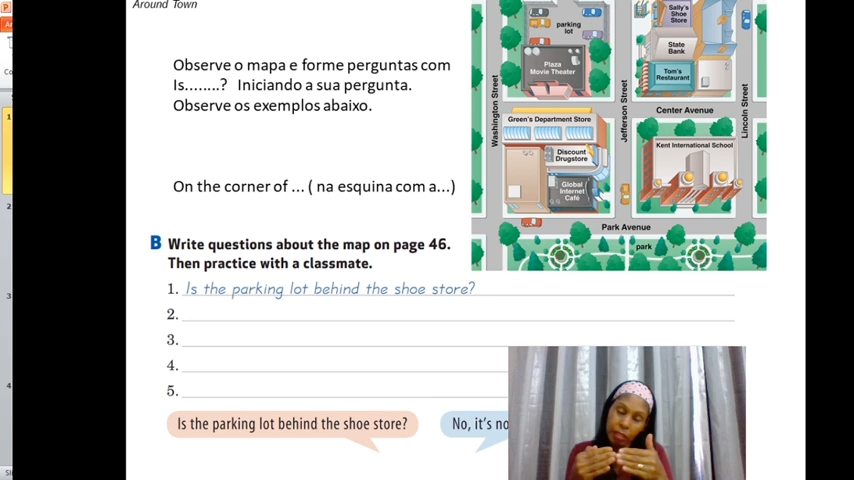 Around Town
Observe o mapa e forme perguntas com
Is........? Iniciando a sua pergunta.
Observe os exemplos abaixo.
On the corner of ... ( na esquina com a...)
B Write questions about the map on page 46.
Then practice with a classmate.
1. Is the parking lot behind the shoe store?
2.
3.
4.
5.
Is the parking lot behind the shoe store?
No, it's no
parking
lot
Plaza
Movie Theater
Sally's
Shoe
Store
State
Bank
Tom's
Restaurant
Washington Street
Jefferson Street
Lincoln Street
Center Avenue
Green's Department Store
Discount
Drugstore
Global
Internet
Café
Kent International School
Park Avenue
park
1
2
3
4